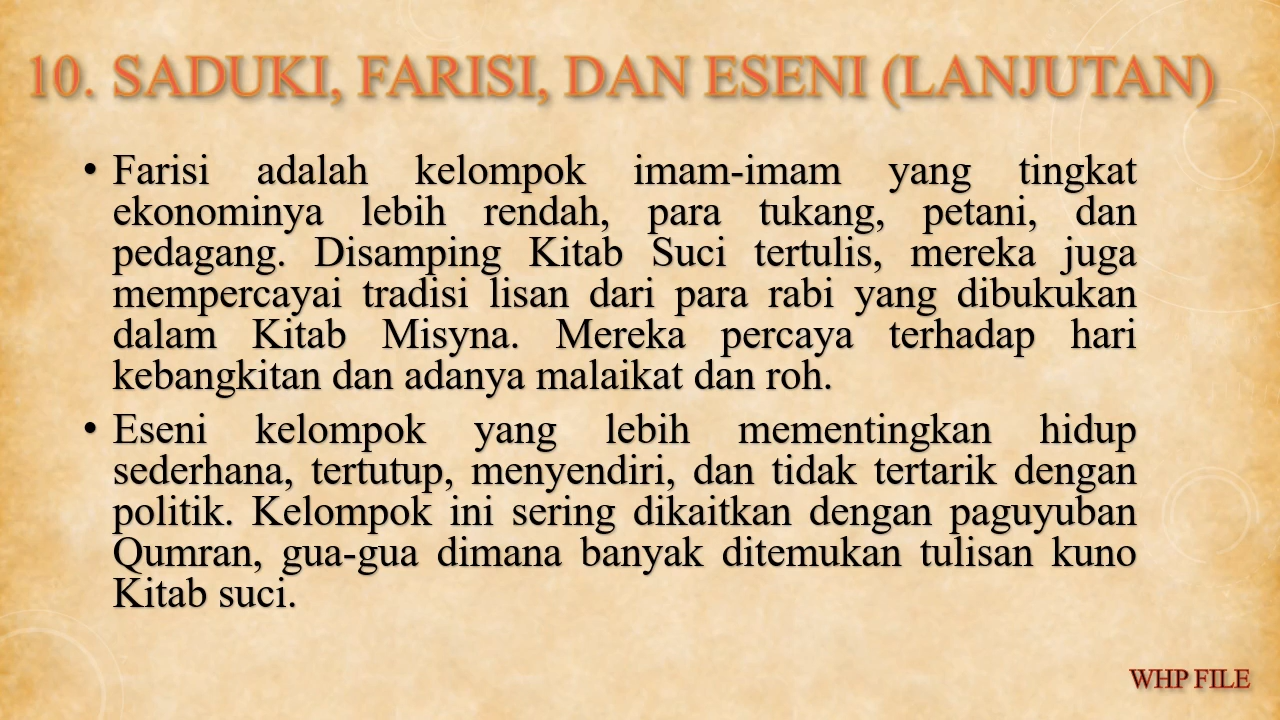 10. SADUKI, FARISI, DAN ESENI (LANJUTAN)
• Farisi adalah kelompok imam-imam yang tingkat
ekonominya lebih rendah, para tukang, petani, dan
pedagang. Disamping Kitab Suci tertulis, mereka juga
mempercayai tradisi lisan dari para rabi yang dibukukan
dalam Kitab Misyna. Mereka percaya terhadap hari
kebangkitan dan adanya malaikat dan roh.
• Eseni kelompok yang lebih mementingkan hidup
sederhana, tertutup, menyendiri, dan tidak tertarik dengan
politik. Kelompok ini sering dikaitkan dengan paguyuban
Qumran, gua-gua dimana banyak ditemukan tulisan kuno
Kitab suci.
WHP FILE